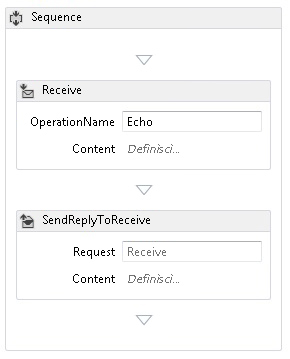 Sequence
Receive
OperationName Echo
Content Definisci...
SendReplyToReceive
Request Receive
Content Definisci...